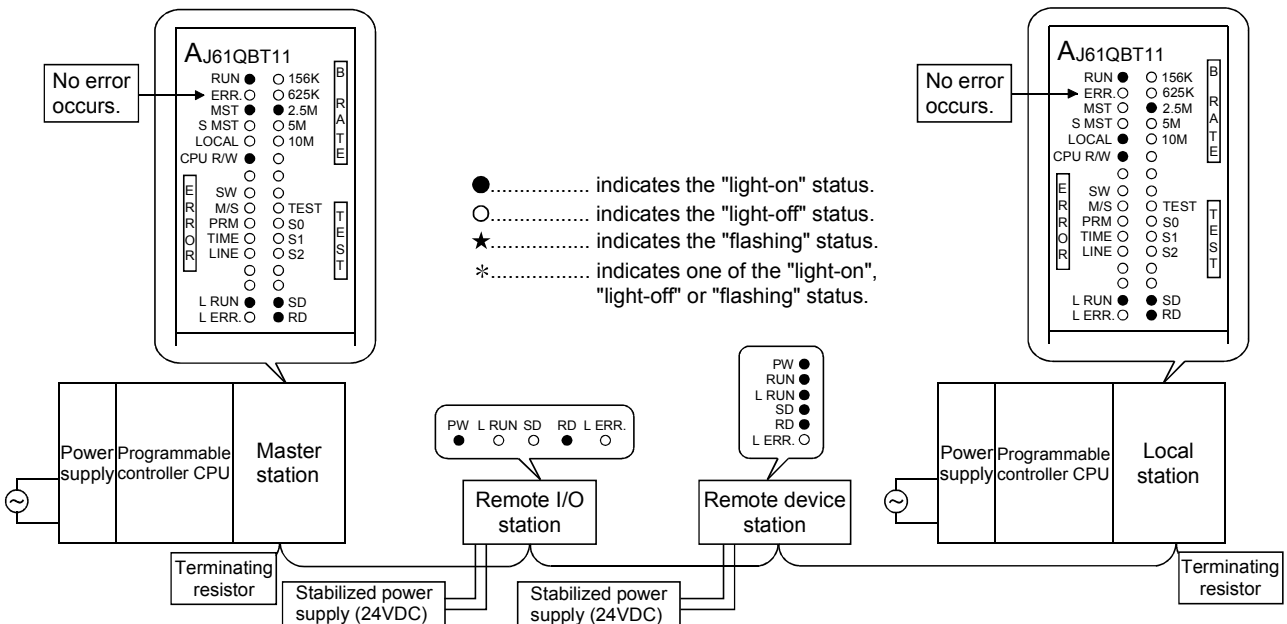 No error
occurs.
AJ61QBT11
RUN ● ○ 156K
ERR. ○ ○ 625K
MST ● ● 2.5M
S MST ○ ○ 5M
LOCAL ○ ○ 10M
CPU R/W ● ○
○ ○
SW ○ ○
M/S ○ ○ TEST
PRM ○ ○ S0
TIME ○ ○ S1
LINE ○ ○ S2
○ ○
○ ○
L RUN ● ● SD
L ERR. ○ ● RD
B RATE
ERROR
TEST
●................. indicates the "light-on" status.
○................. indicates the "light-off" status.
★................. indicates the "flashing" status.
*................. indicates one of the "light-on",
"light-off" or "flashing" status.
No error
occurs.
AJ61QBT11
RUN ● ○ 156K
ERR. ○ ○ 625K
MST ○ ● 2.5M
S MST ○ ○ 5M
LOCAL ● ○ 10M
CPU R/W ● ○
○ ○
SW ○ ○
M/S ○ ○ TEST
PRM ○ ○ S0
TIME ○ ○ S1
LINE ○ ○ S2
○ ○
○ ○
L RUN ● ● SD
L ERR. ○ ● RD
B RATE
ERROR
TEST
PW L RUN SD RD L ERR.
● ○ ○ ● ○
PW ●
RUN ●
L RUN ●
SD ●
RD ●
L ERR. ○
Power
supply
Programmable
controller CPU
Master
station
Remote I/O
station
Remote device
station
Power
supply
Programmable
controller CPU
Local
station
~
~
Terminating
resistor
Stabilized power
supply (24VDC)
Stabilized power
supply (24VDC)
Terminating
resistor